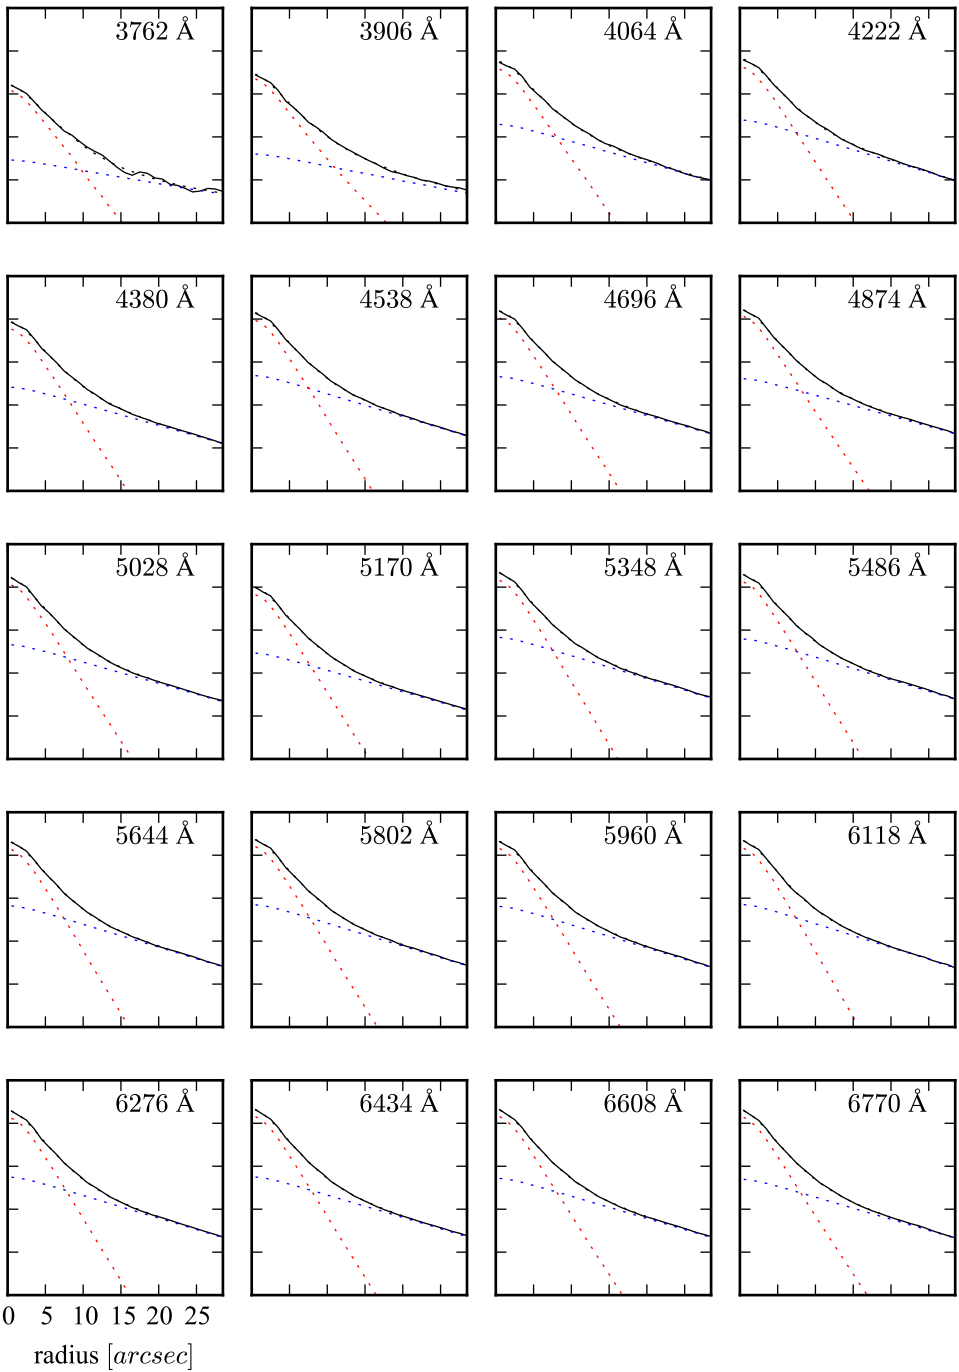 3762 Å 3906 Å 4064 Å 4222 Å
4380 Å 4538 Å 4696 Å 4874 Å
5028 Å 5170 Å 5348 Å 5486 Å
5644 Å 5802 Å 5960 Å 6118 Å
6276 Å 6434 Å 6608 Å 6770 Å
0 5 10 15 20 25
radius [arcsec]